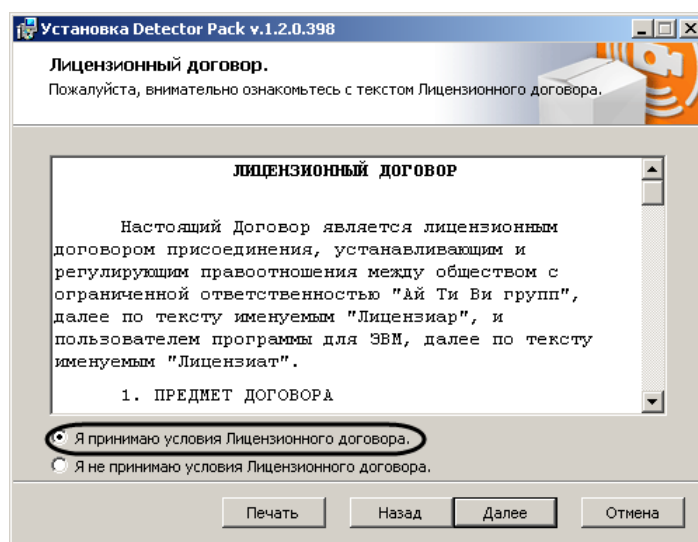 Установка Detector Pack v.1.2.0.398
Лицензионный договор.
Пожалуйста, внимательно ознакомьтесь с текстом Лицензионного договора.
ЛИЦЕНЗИОННЫЙ ДОГОВОР
Настоящий Договор является лицензионным
договором присоединения, устанавливающим и
регулирующим правоотношения между обществом с
ограниченной ответственностью "Ай Ти Ви групп",
далее по тексту именуемым "Лицензиар", и
пользователем программы для ЭВМ, далее по тексту
именуемым "Лицензиат".
1. ПРЕДМЕТ ДОГОВОРА
Я принимаю условия Лицензионного договора.
Я не принимаю условия Лицензионного договора.
Печать Назад Далее Отмена